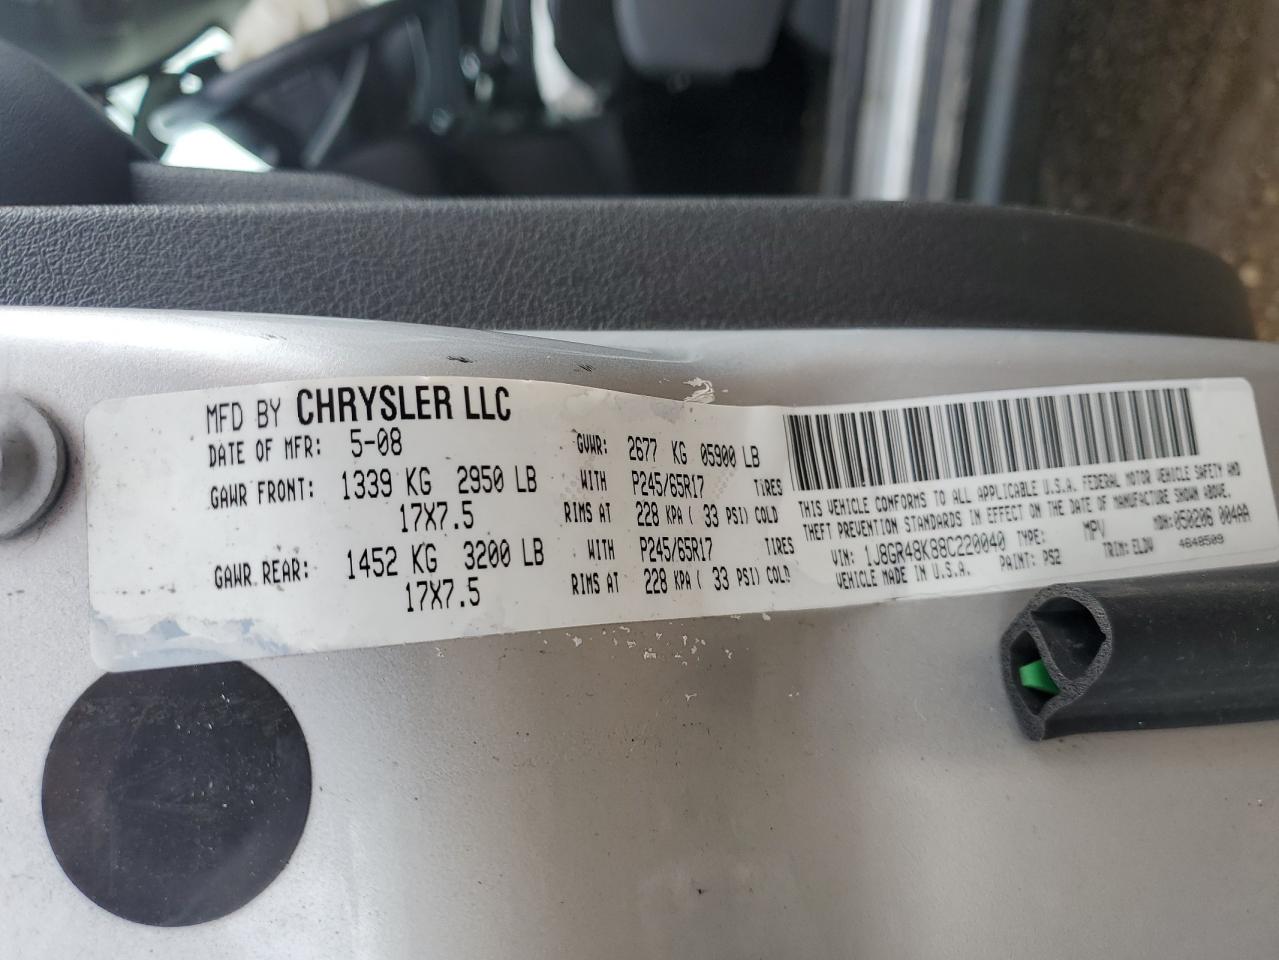 MFD BY CHRYSLER LLC
DATE OF MFR: 5-08 GVWR: 2677 KG 05900 LB
GAWR FRONT: 1339 KG 2950 LB WITH P245/65R17 TIRES
17X7.5 RIMS AT 228 KPA ( 33 PSI) COLD
GAWR REAR: 1452 KG 3200 LB WITH P245/65R17 TIRES
17X7.5 RIMS AT 228 KPA ( 33 PSI) COLD
THIS VEHICLE CONFORMS TO ALL APPLICABLE U.S.A. FEDERAL MOTOR VEHICLE SAFETY AND
THEFT PREVENTION STANDARDS IN EFFECT ON THE DATE OF MANUFACTURE SHOWN ABOVE.
VIN: 1J8GR48K88C220040 TYPE: MPV MDH: 050206 004AA
VEHICLE MADE IN U.S.A. PAINT: PS2 TRIM: ELDV 4648509